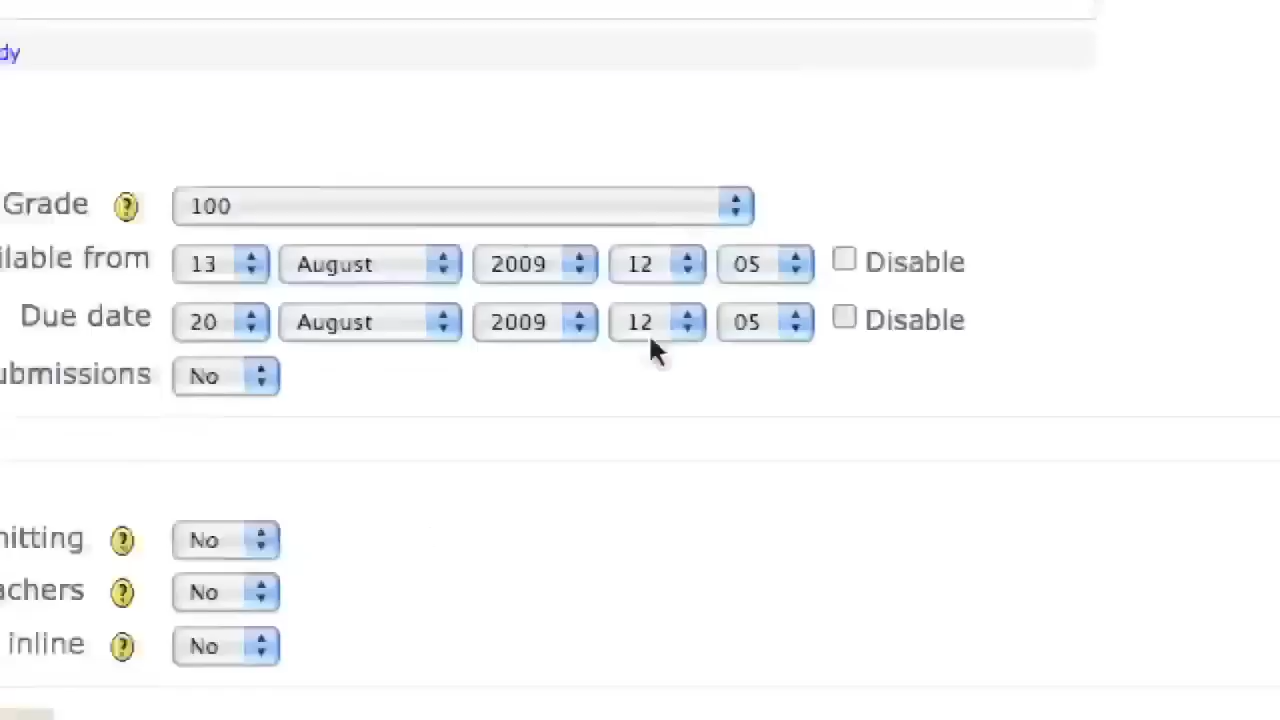 dy
Grade ? 100
ilable from 13 August 2009 12 05 Disable
Due date 20 August 2009 12 05 Disable
ubmissions No
nitting ? No
achers ? No
inline ? No